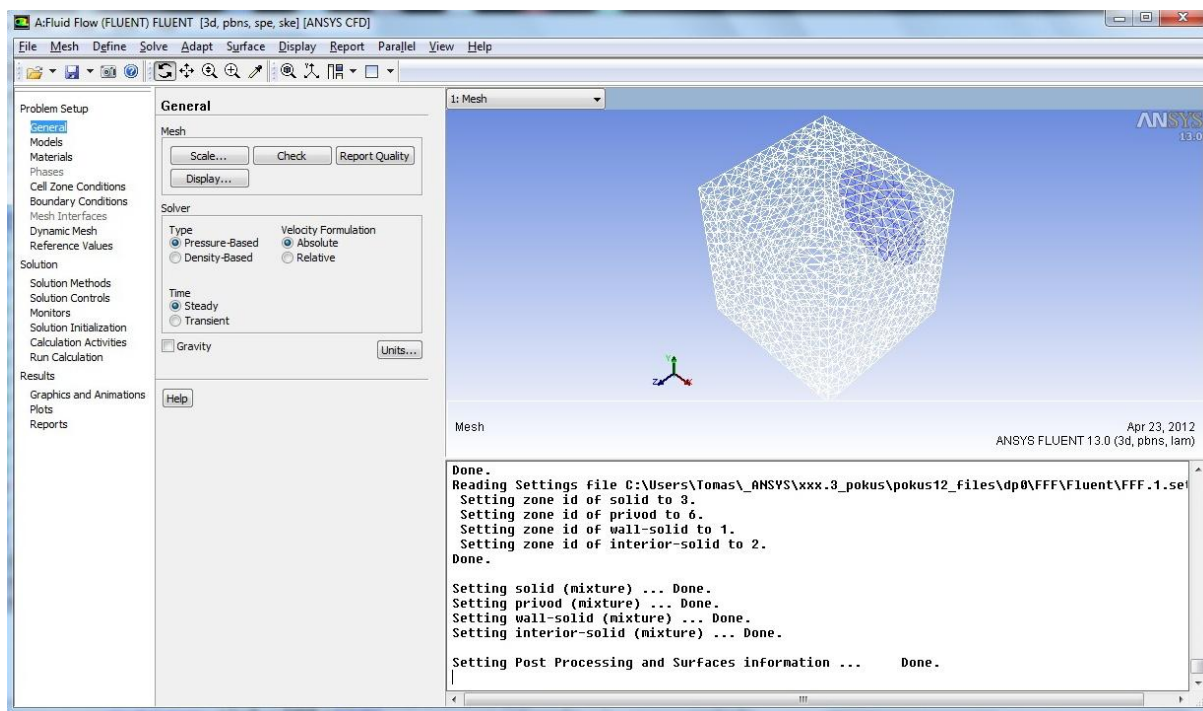 A:Fluid Flow (FLUENT) FLUENT [3d, pbns, spe, ske] [ANSYS CFD]
File Mesh Define Solve Adapt Surface Display Report Parallel View Help
Problem Setup
General
Models
Materials
Phases
Cell Zone Conditions
Boundary Conditions
Mesh Interfaces
Dynamic Mesh
Reference Values
Solution
Solution Methods
Solution Controls
Monitors
Solution Initialization
Calculation Activities
Run Calculation
Results
Graphics and Animations
Plots
Reports
General
Mesh
Scale... Check Report Quality
Display...
Solver
Type Velocity Formulation
Pressure-Based Absolute
Density-Based Relative
Time
Steady
Transient
Gravity Units...
Help
1: Mesh
ANSYS
13.0
Y
Z X
Mesh Apr 23, 2012
ANSYS FLUENT 13.0 (3d, pbns, lam)
Done.
Reading Settings file C:\Users\Tomas\_ANSYS\xxx.3_pokus\pokus12_files\dp0\FFF\Fluent\FFF.1.set
Setting zone id of solid to 3.
Setting zone id of privod to 6.
Setting zone id of wall-solid to 1.
Setting zone id of interior-solid to 2.
Done.
Setting solid (mixture) ... Done.
Setting privod (mixture) ... Done.
Setting wall-solid (mixture) ... Done.
Setting interior-solid (mixture) ... Done.
Setting Post Processing and Surfaces information ... Done.